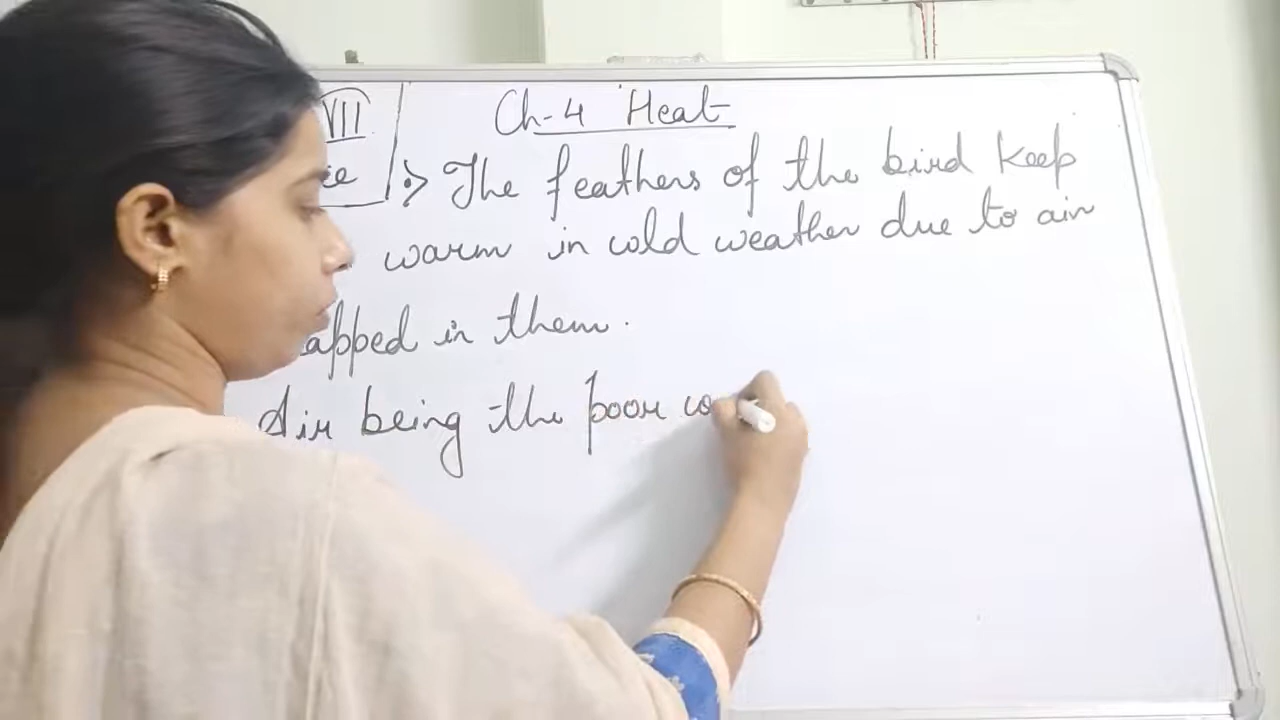 VII
Ch-4 Heat
:> The feathers of the bird keep
warm in cold weather due to air
apped in them.
Air being the poor co